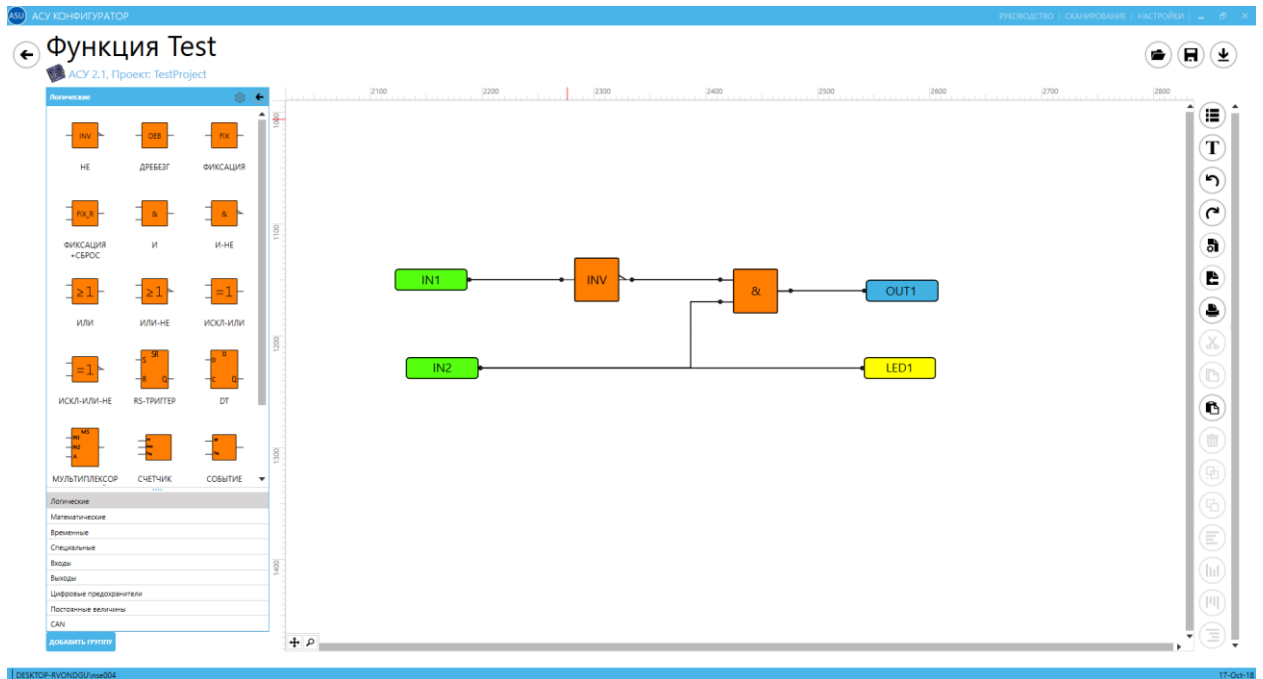 ASU АСУ КОНФИГУРАТОР
РУКОВОДСТВО | СКАНИРОВАНИЕ | НАСТРОЙКИ |
Функция Test
АСУ 2.1, Проект: TestProject
Логические
2100 2200 2300 2400 2500 2600 2700 2800
INV DEB FIX
НЕ ДРЕБЕЗГ ФИКСАЦИЯ
FIX_R & &
ФИКСАЦИЯ +СБРОС И И-НЕ
≥1 ≥1 =1
ИЛИ ИЛИ-НЕ ИСКЛ-ИЛИ
=1 SR S R Q D D C Q
ИСКЛ-ИЛИ-НЕ RS-ТРИГГЕР DT
MS IN1 IN2 A
МУЛЬТИПЛЕКСОР СЧЕТЧИК СОБЫТИЕ
Логические
Математические
Временные
Специальные
Входы
Выходы
Цифровые предохранители
Постоянные величины
CAN
ДОБАВИТЬ ГРУППУ
1000
1100
1200
1300
1400
IN1 INV & OUT1
IN2 LED1
T
DESKTOP-RVONDGU\nse004
17-Oct-18